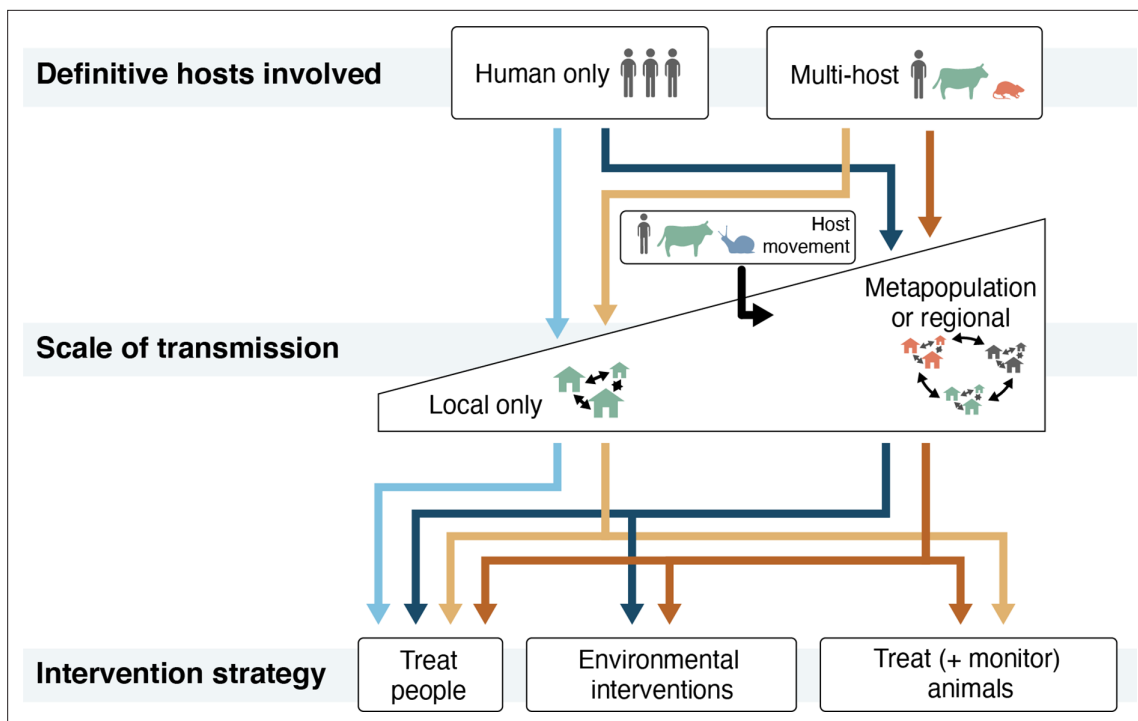 Definitive hosts involved
Human only
Multi-host
Host
movement
Scale of transmission
Local only
Metapopulation
or regional
Intervention strategy
Treat
people
Environmental
interventions
Treat (+ monitor)
animals